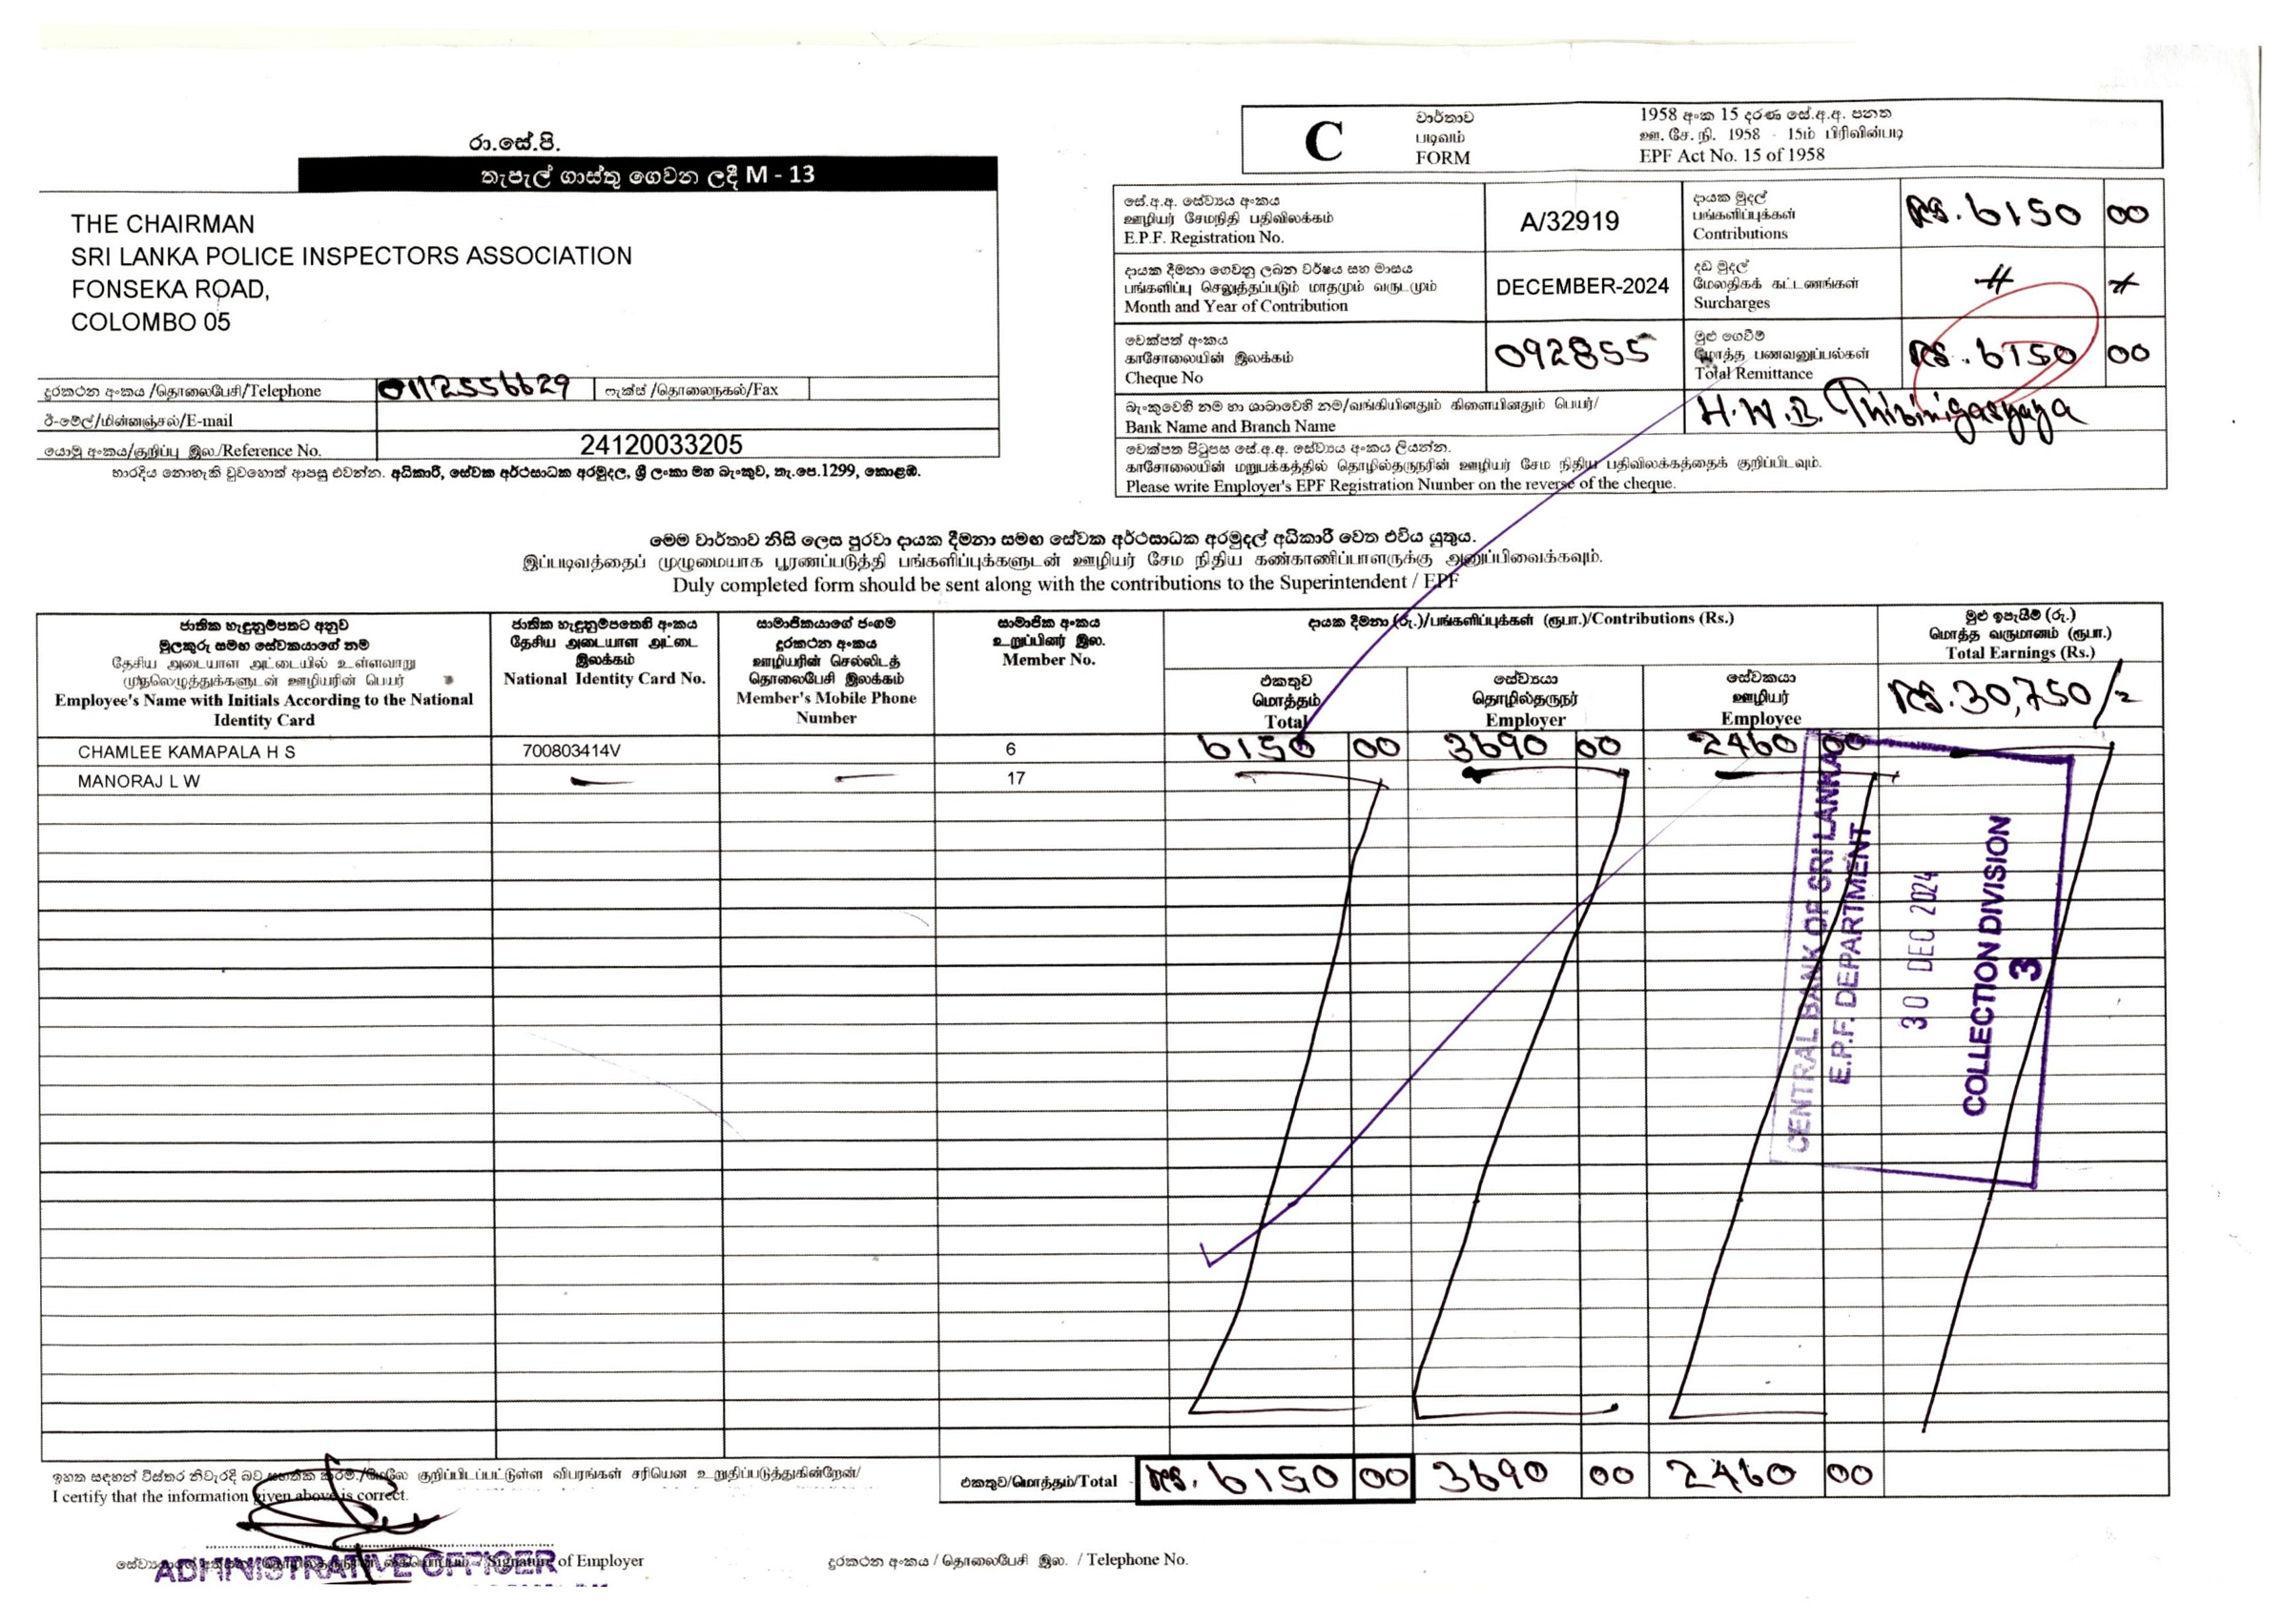 රා.සේ.පි.
තැපැල් ගාස්තු ගෙවන ලදී M - 13
THE CHAIRMAN
SRI LANKA POLICE INSPECTORS ASSOCIATION
FONSEKA ROAD,
COLOMBO 05
දුරකථන අංකය /தொலைபேசி/Telephone 0112556629 ෆැක්ස් /தொலைநகல்/Fax
ඊ-මේල්/மின்னஞ்சல்/E-mail
යොමු අංකය/குறிப்பு இல./Reference No. 24120033205
භාරදිය නොහැකි වුවහොත් ආපසු එවන්න. අධිකාරී, සේවක අර්ථසාධක අරමුදල, ශ්‍රී ලංකා මහ බැංකුව, තැ.පෙ.1299, කොළඹ.
C
වාර්තාව
படிவம்
FORM
1958 අංක 15 දරණ සේ.අ.අ. පනත
ஊ. சே. நி. 1958 - 15ம் பிரிவின்படி
EPF Act No. 15 of 1958
සේ.අ.අ. සේව්‍යය අංකය
ஊழியர் சேமநிதி பதிவிலக்கம்
E.P.F. Registration No.
A/32919
දායක මුදල්
பங்களிப்புக்கள்
Contributions
Rs. 6150 00
දායක දීමනා ගෙවනු ලබන වර්ෂය සහ මාසය
பங்களிப்பு செலுத்தப்படும் மாதமும் வருடமும்
Month and Year of Contribution
DECEMBER-2024
දඩ මුදල්
மேலதிகக் கட்டணங்கள்
Surcharges
චෙක්පත් අංකය
காசோலையின் இலக்கம்
Cheque No
092855
මුළු ගෙවීම්
மொத்த பணவனுப்பல்கள்
Total Remittance
Rs. 6150 00
බැංකුවෙහි නම හා ශාඛාවෙහි නම/வங்கியினதும் கிளையினதும் பெயர்/
Bank Name and Branch Name
චෙක්පත පිටුපස සේ.අ.අ. සේව්‍යය අංකය ලියන්න.
காசோலையின் மறுபக்கத்தில் தொழில்தருநரின் ஊழியர் சேம நிதிய பதிவிலக்கத்தைக் குறிப்பிடவும்.
Please write Employer's EPF Registration Number on the reverse of the cheque.
මෙම වාර්තාව නිසි ලෙස පුරවා දායක දීමනා සමඟ සේවක අර්ථසාධක අරමුදල් අධිකාරී වෙත එවිය යුතුය.
இப்படிவத்தைப் முழுமையாக பூரணப்படுத்தி பங்களிப்புக்களுடன் ஊழியர் சேம நிதிய கண்காணிப்பாளருக்கு அனுப்பிவைக்கவும்.
Duly completed form should be sent along with the contributions to the Superintendent / EPF
ජාතික හැඳුනුම්පතට අනුව
මුලකුරු සමඟ සේවකයාගේ නම
தேசிய அடையாள அட்டையில் உள்ளவாறு
முதலெழுத்துக்களுடன் ஊழியரின் பெயர்
Employee's Name with Initials According to the National
Identity Card
ජාතික හැඳුනුම්පතෙහි අංකය
தேசிய அடையாள அட்டை
இலக்கம்
National Identity Card No.
සාමාජිකයාගේ ජංගම
දුරකථන අංකය
ஊழியரின் செல்லிடத்
தொலைபேசி இலக்கம்
Member's Mobile Phone
Number
සාමාජික අංකය
உறுப்பினர் இல.
Member No.
දායක දීමනා (රු.)/பங்களிப்புக்கள் (ரூபா.)/Contributions (Rs.)
එකතුව
மொத்தம்
Total
සේව්‍යයා
தொழில்தருநர்
Employer
සේවකයා
ஊழியர்
Employee
මුළු ඉපැයීම් (රු.)
மொத்த வருமானம் (ரூபா.)
Total Earnings (Rs.)
Rs. 30,750/=
CHAMLEE KAMAPALA H S 700803414V 6 6150 00 3690 00 2460 00
MANORAJ L W 17
CENTRAL BANK OF SRI LANKA
E.P.F. DEPARTMENT
30 DEC 2024
COLLECTION DIVISION
3
ඉහත සඳහන් විස්තර නිවැරදි බව සහතික කරමි./மேலே குறிப்பிடப்பட்டுள்ள விபரங்கள் சரியென உறுதிப்படுத்துகின்றேன்/
I certify that the information given above is correct.
එකතුව/மொத்தம்/Total Rs. 6150 00 3690 00 2460 00
Signature of Employer
ADMINISTRATIVE OFFICER
දුරකථන අංකය / தொலைபேசி இல. / Telephone No.